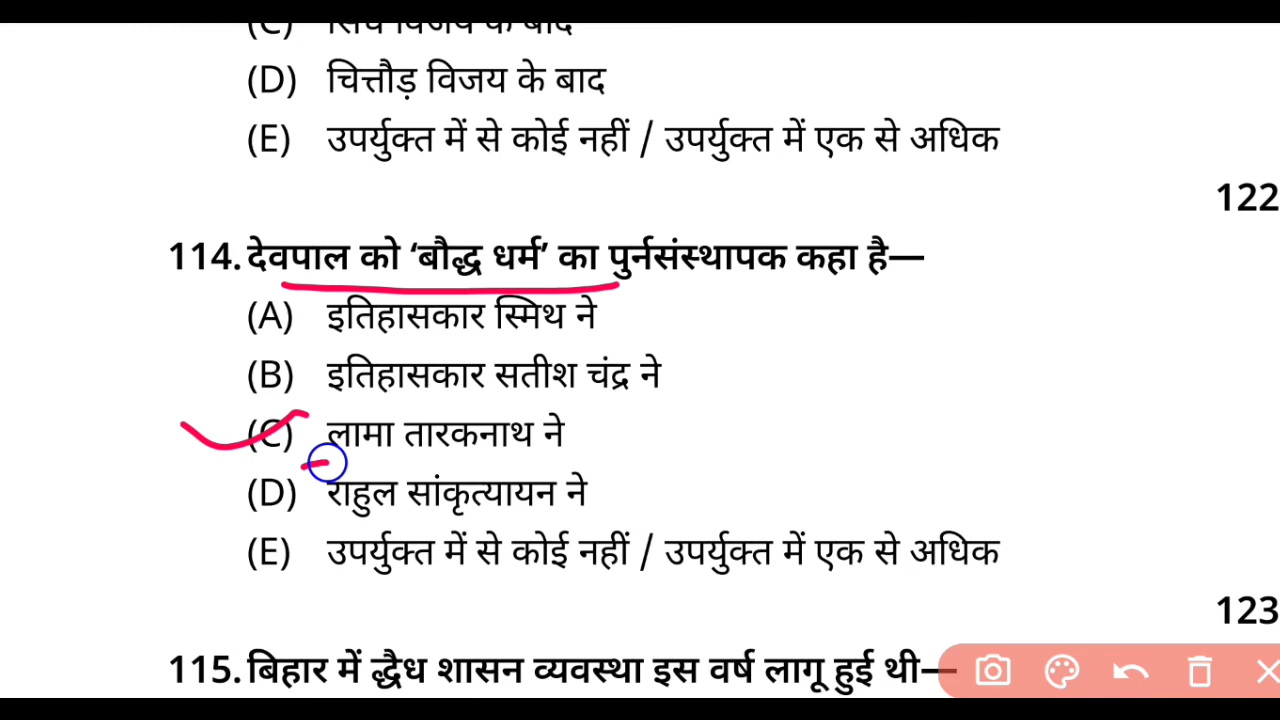 (C) सिंध विजय के बाद
(D) चित्तौड़ विजय के बाद
(E) उपर्युक्त में से कोई नहीं / उपर्युक्त में एक से अधिक
122
114. देवपाल को ‘बौद्ध धर्म’ का पुर्नसंस्थापक कहा है—
(A) इतिहासकार स्मिथ ने
(B) इतिहासकार सतीश चंद्र ने
(C) लामा तारकनाथ ने
(D) राहुल सांकृत्यायन ने
(E) उपर्युक्त में से कोई नहीं / उपर्युक्त में एक से अधिक
123
115. बिहार में द्वैध शासन व्यवस्था इस वर्ष लागू हुई थी—